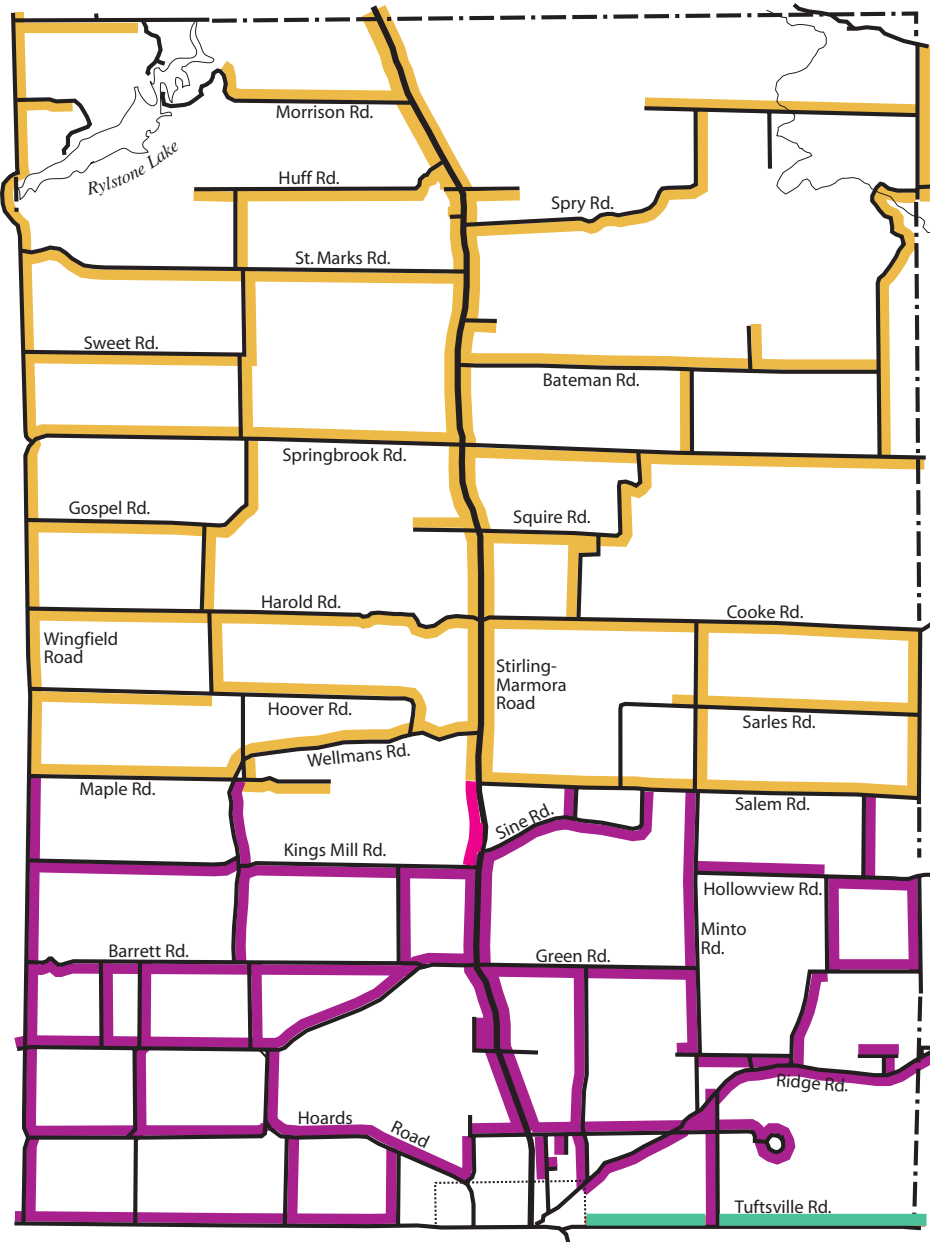 Morrison Rd.
Rylstone Lake
Huff Rd.
Spry Rd.
St. Marks Rd.
Sweet Rd.
Bateman Rd.
Springbrook Rd.
Gospel Rd.
Squire Rd.
Harold Rd.
Cooke Rd.
Wingfield
Road
Stirling-
Marmora
Road
Hoover Rd.
Sarles Rd.
Wellmans Rd.
Maple Rd.
Salem Rd.
Sine Rd.
Kings Mill Rd.
Hollowview Rd.
Minto
Rd.
Barrett Rd.
Green Rd.
Ridge Rd.
Hoards
Road
Tuftsville Rd.